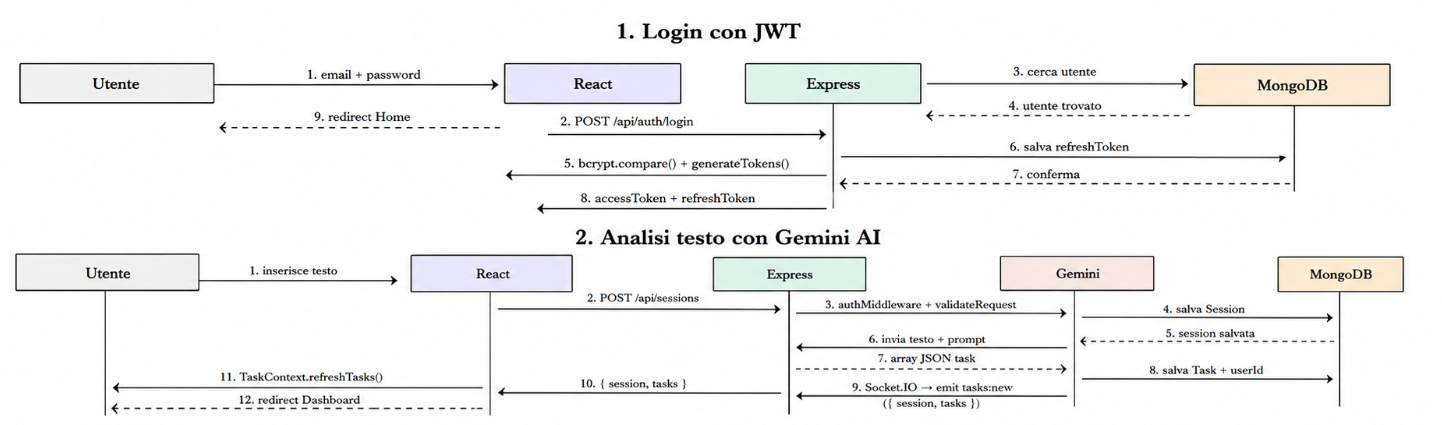 1. Login con JWT
Utente
React
Express
MongoDB
1. email + password
3. cerca utente
4. utente trovato
9. redirect Home
2. POST /api/auth/login
6. salva refreshToken
5. bcrypt.compare() + generateTokens()
7. conferma
8. accessToken + refreshToken
2. Analisi testo con Gemini AI
Utente
React
Express
Gemini
MongoDB
1. inserisce testo
2. POST /api/sessions
3. authMiddleware + validateRequest
4. salva Session
5. session salvata
6. invia testo + prompt
7. array JSON task
8. salva Task + userId
11. TaskContext.refreshTasks()
10. { session, tasks }
9. Socket.IO → emit tasks:new
({ session, tasks })
12. redirect Dashboard